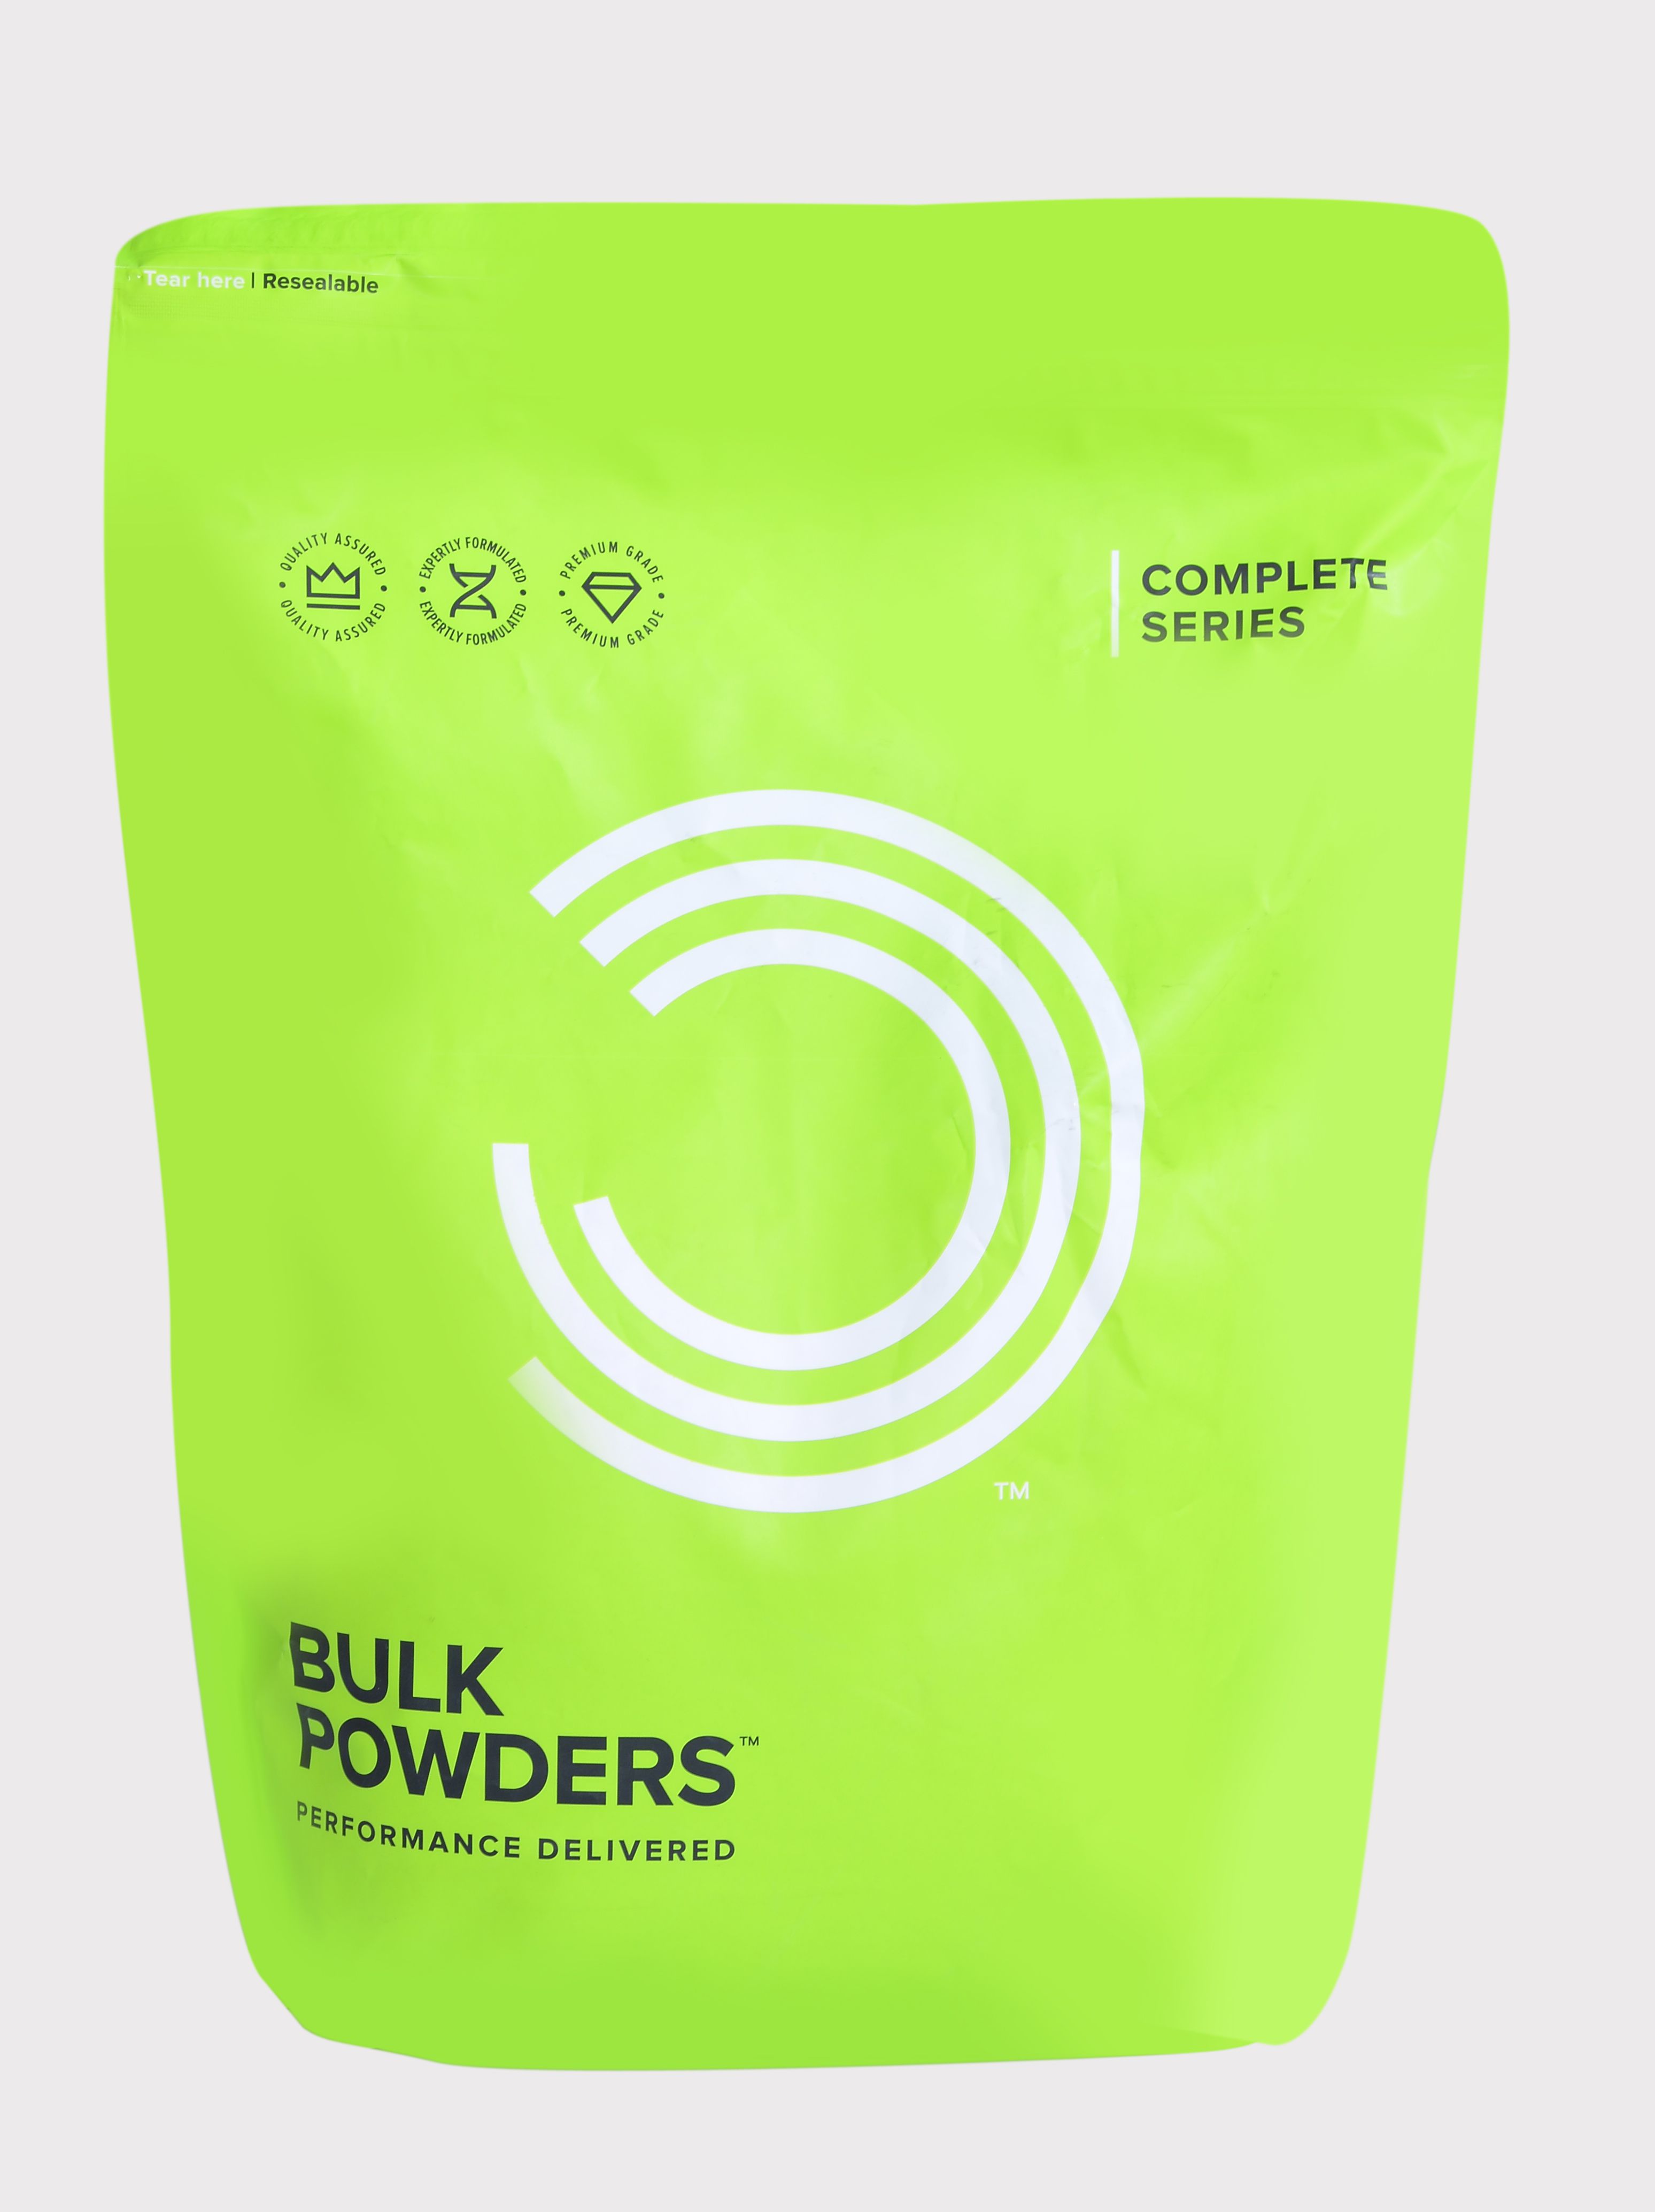 Tear here | Resealable
QUALITY ASSURED
QUALITY ASSURED
EXPERTLY FORMULATED
EXPERTLY FORMULATED
PREMIUM GRADE
PREMIUM GRADE
COMPLETE
SERIES
TM
BULK
POWDERS™
PERFORMANCE DELIVERED